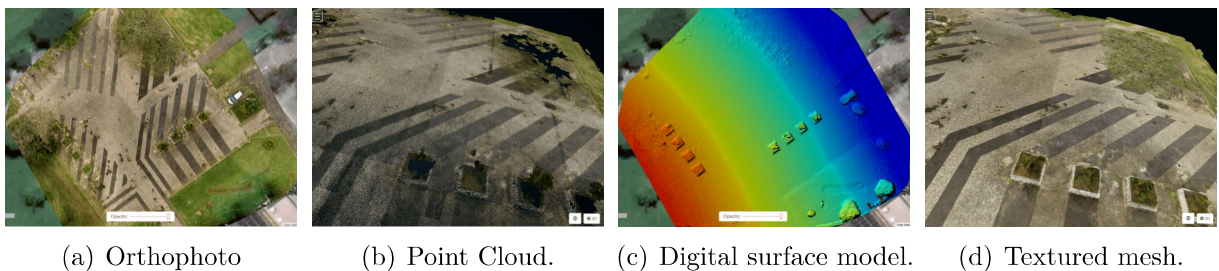 Opacity:
Opacity:
(a) Orthophoto
(b) Point Cloud.
(c) Digital surface model.
(d) Textured mesh.